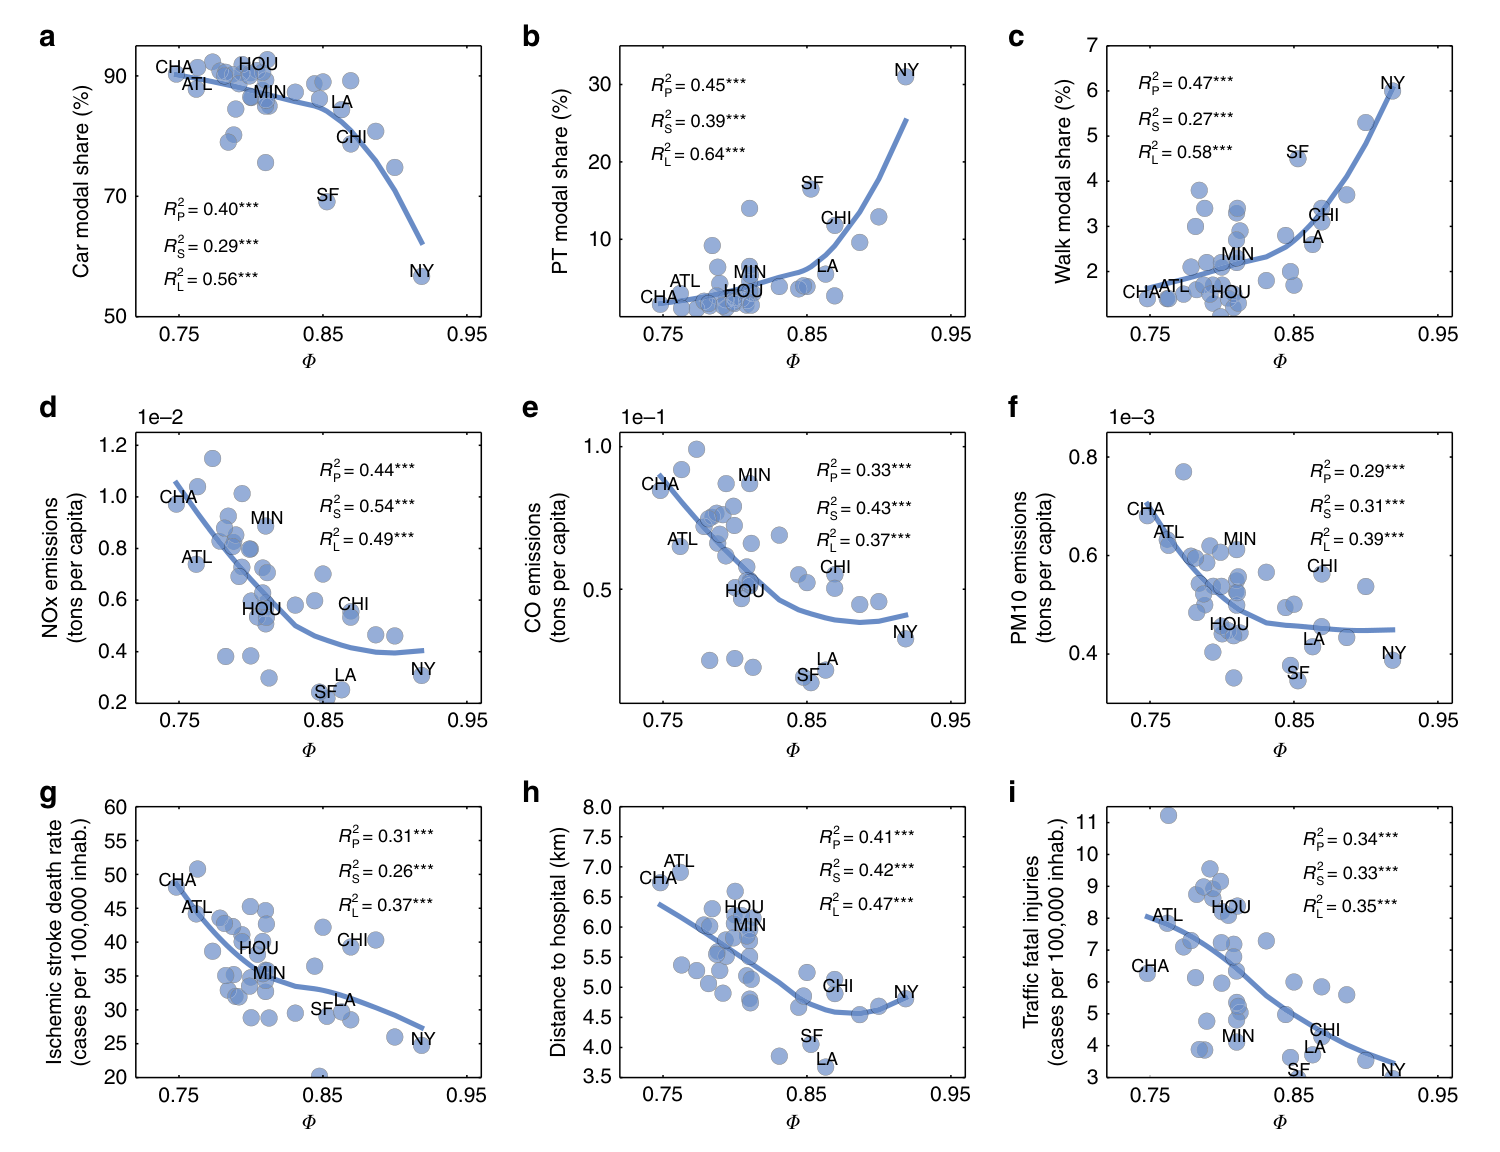 a
Car modal share (%)
90
70
50
CHA
HOU
ATL
MIN
LA
CHI
SF
NY
R²P = 0.40***
R²S = 0.29***
R²L = 0.56***
0.75
0.85
0.95
Φ
b
PT modal share (%)
30
20
10
R²P = 0.45***
R²S = 0.39***
R²L = 0.64***
NY
SF
CHI
LA
MIN
ATL
HOU
CHA
0.75
0.85
0.95
Φ
c
Walk modal share (%)
7
6
5
4
3
2
R²P = 0.47***
R²S = 0.27***
R²L = 0.58***
NY
SF
CHI
LA
MIN
CHA
ATL
HOU
0.75
0.85
0.95
Φ
d
1e–2
NOx emissions
(tons per capita)
1.2
1.0
0.8
0.6
0.4
0.2
R²P = 0.44***
R²S = 0.54***
R²L = 0.49***
CHA
MIN
ATL
HOU
CHI
LA
SF
NY
0.75
0.85
0.95
Φ
e
1e–1
CO emissions
(tons per capita)
1.0
0.5
R²P = 0.33***
R²S = 0.43***
R²L = 0.37***
MIN
CHA
ATL
CHI
HOU
NY
LA
SF
0.75
0.85
0.95
Φ
f
1e–3
PM10 emissions
(tons per capita)
0.8
0.6
0.4
R²P = 0.29***
R²S = 0.31***
R²L = 0.39***
CHA
ATL
MIN
CHI
HOU
LA
NY
SF
0.75
0.85
0.95
Φ
g
Ischemic stroke death rate
(cases per 100,000 inhab.)
60
55
50
45
40
35
30
25
20
R²P = 0.31***
R²S = 0.26***
R²L = 0.37***
CHA
ATL
HOU
CHI
MIN
LA
SF
NY
0.75
0.85
0.95
Φ
h
Distance to hospital (km)
8.0
7.5
7.0
6.5
6.0
5.5
5.0
4.5
4.0
3.5
R²P = 0.41***
R²S = 0.42***
R²L = 0.47***
ATL
CHA
HOU
MIN
CHI
NY
SF
LA
0.75
0.85
0.95
Φ
i
Traffic fatal injuries
(cases per 100,000 inhab.)
11
10
9
8
7
6
5
4
3
R²P = 0.34***
R²S = 0.33***
R²L = 0.35***
ATL
HOU
CHA
MIN
CHI
LA
SF
NY
0.75
0.85
0.95
Φ